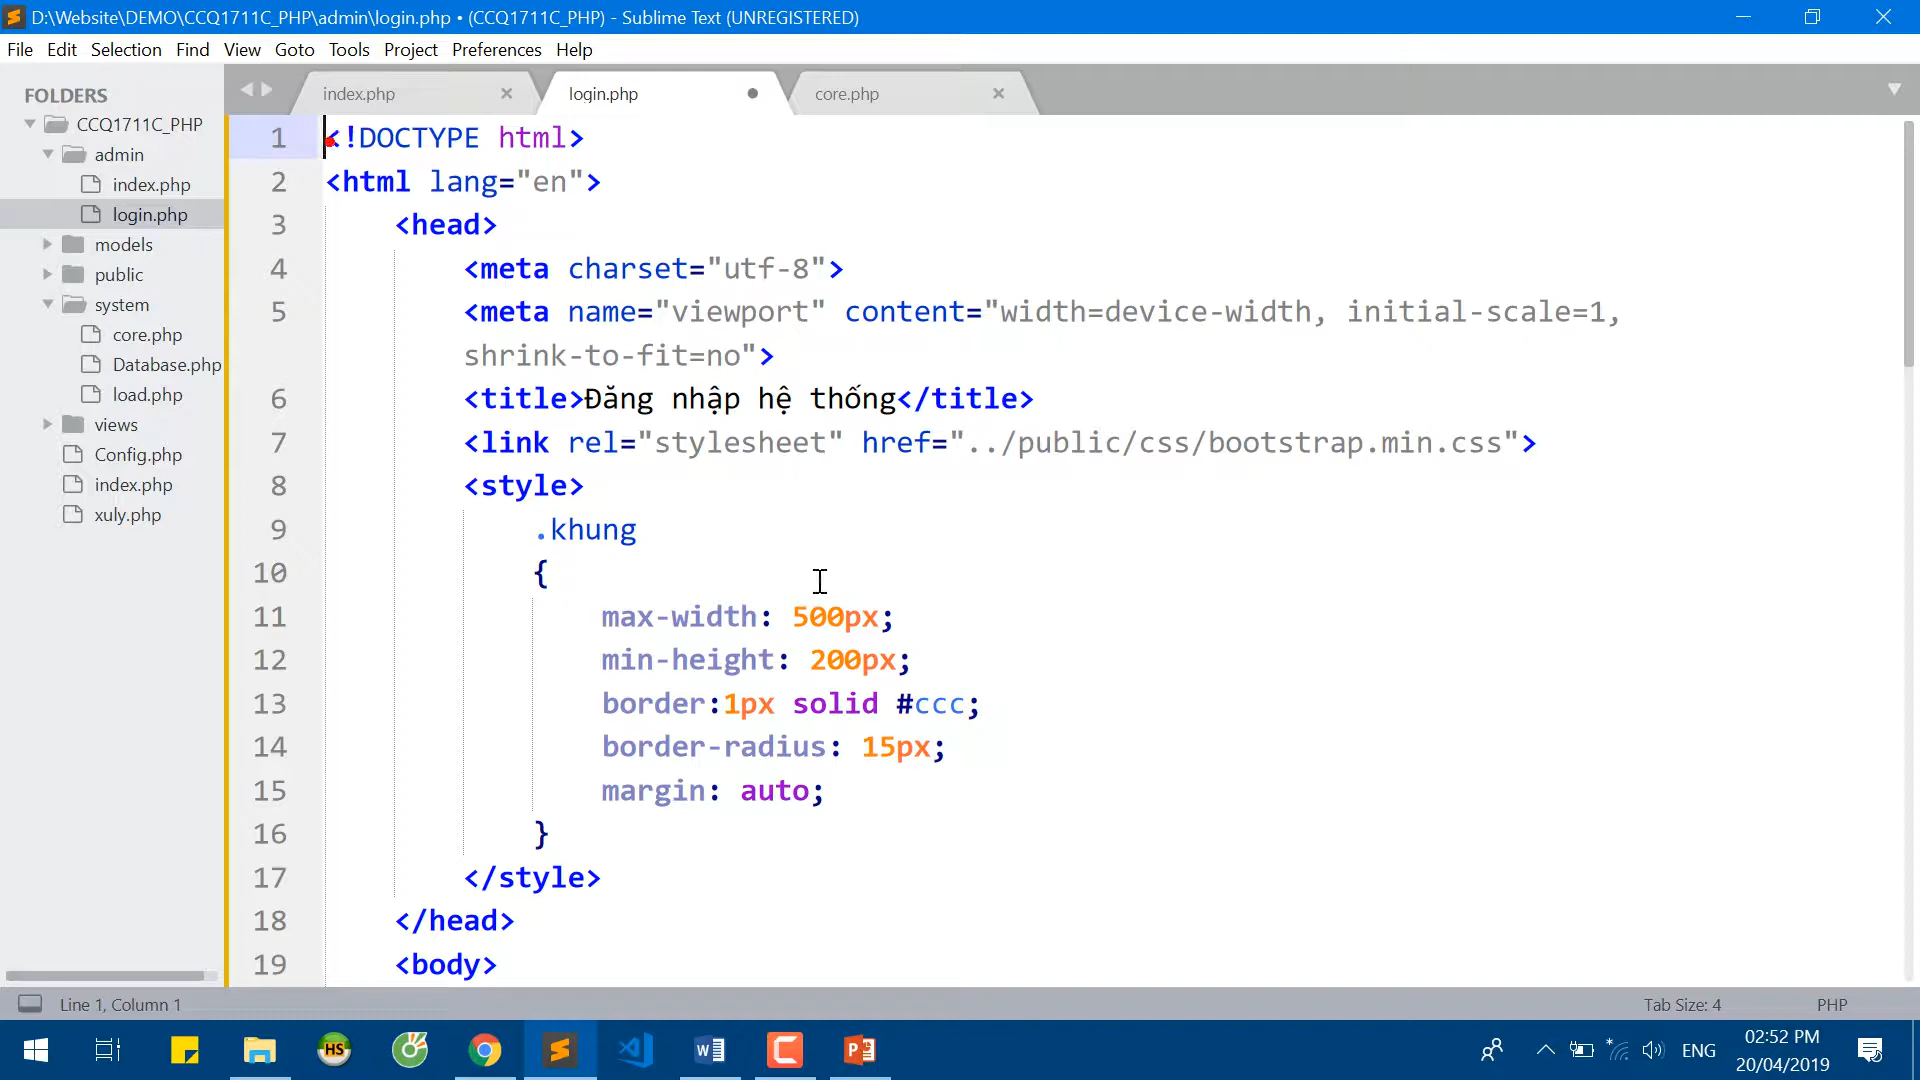 D:\Website\DEMO\CCQ1711C_PHP\admin\login.php • (CCQ1711C_PHP) - Sublime Text (UNREGISTERED)
File Edit Selection Find View Goto Tools Project Preferences Help
FOLDERS
CCQ1711C_PHP
admin
index.php
login.php
models
public
system
core.php
Database.php
load.php
views
Config.php
index.php
xuly.php
index.php × login.php • core.php ×
1 <!DOCTYPE html>
2 <html lang="en">
3 <head>
4 <meta charset="utf-8">
5 <meta name="viewport" content="width=device-width, initial-scale=1,
shrink-to-fit=no">
6 <title>Đăng nhập hệ thống</title>
7 <link rel="stylesheet" href="../public/css/bootstrap.min.css">
8 <style>
9 .khung
10 {
11 max-width: 500px;
12 min-height: 200px;
13 border:1px solid #ccc;
14 border-radius: 15px;
15 margin: auto;
16 }
17 </style>
18 </head>
19 <body>
Line 1, Column 1 Tab Size: 4 PHP
HS
ENG
02:52 PM
20/04/2019